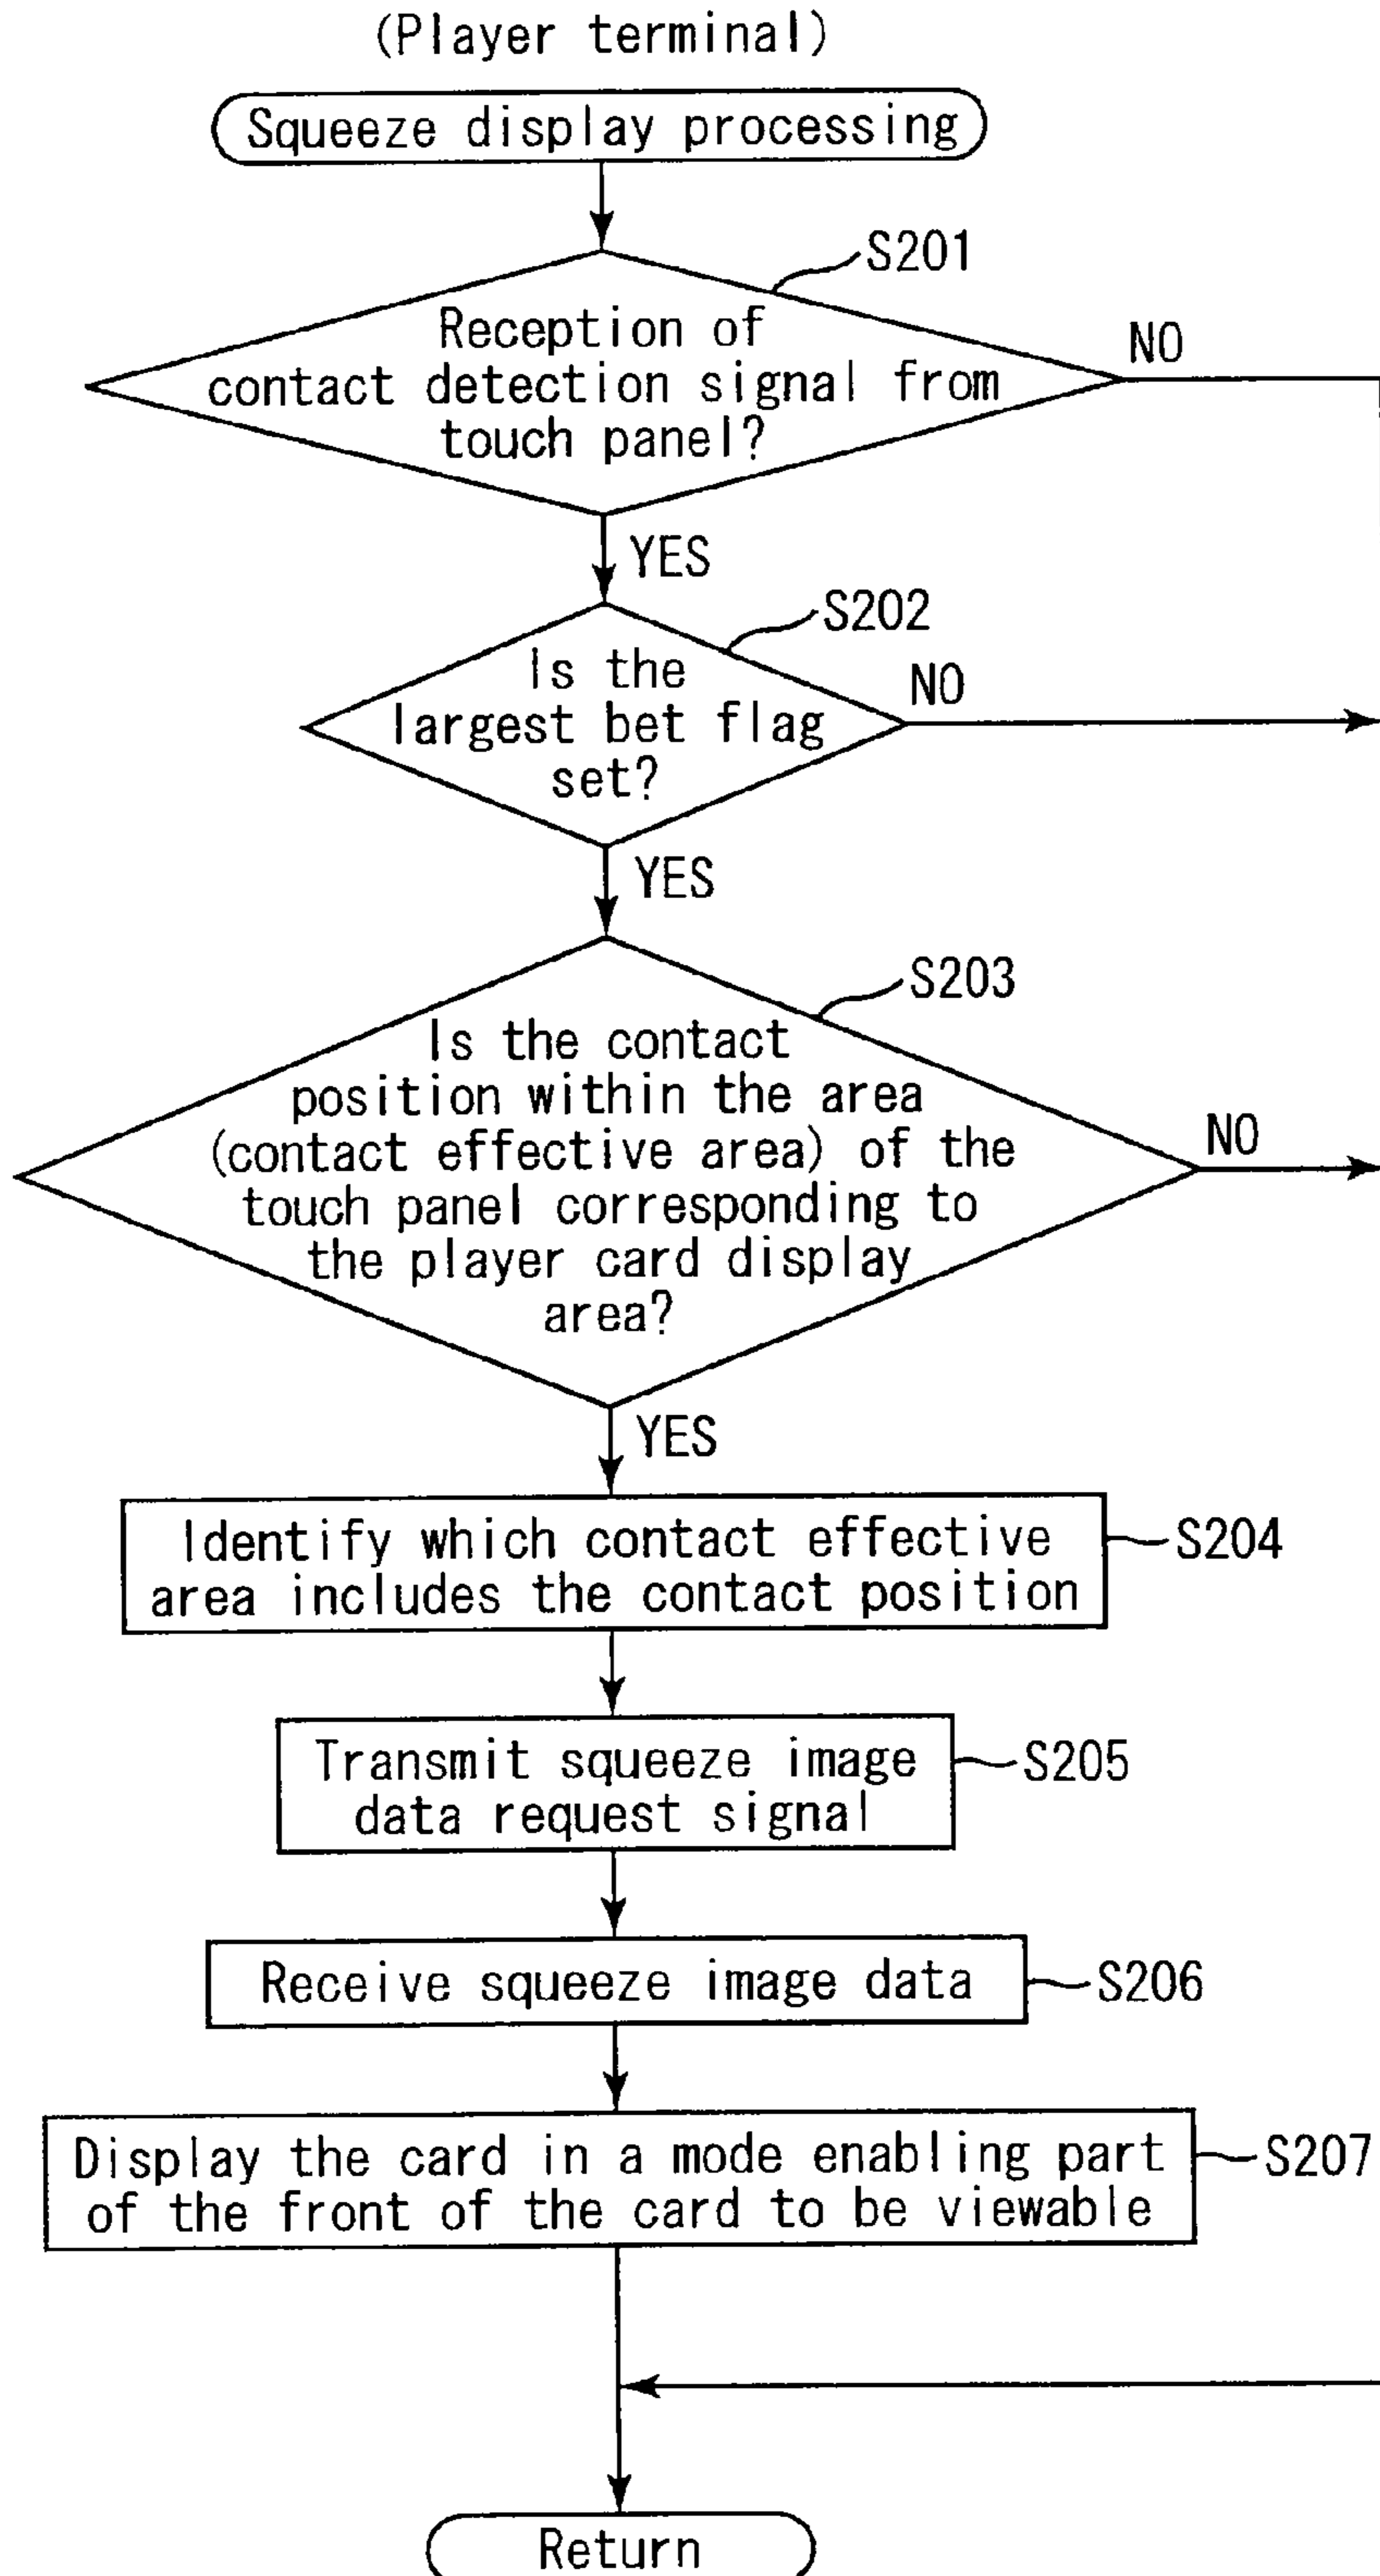 (Player terminal)
Squeeze display processing
S201
Reception of
contact detection signal from
touch panel?
NO
YES
S202
Is the
largest bet flag
set?
NO
YES
S203
Is the contact
position within the area
(contact effective area) of the
touch panel corresponding to
the player card display
area?
NO
YES
Identify which contact effective
area includes the contact position
S204
Transmit squeeze image
data request signal
S205
Receive squeeze image data
S206
Display the card in a mode enabling part
of the front of the card to be viewable
S207
Return